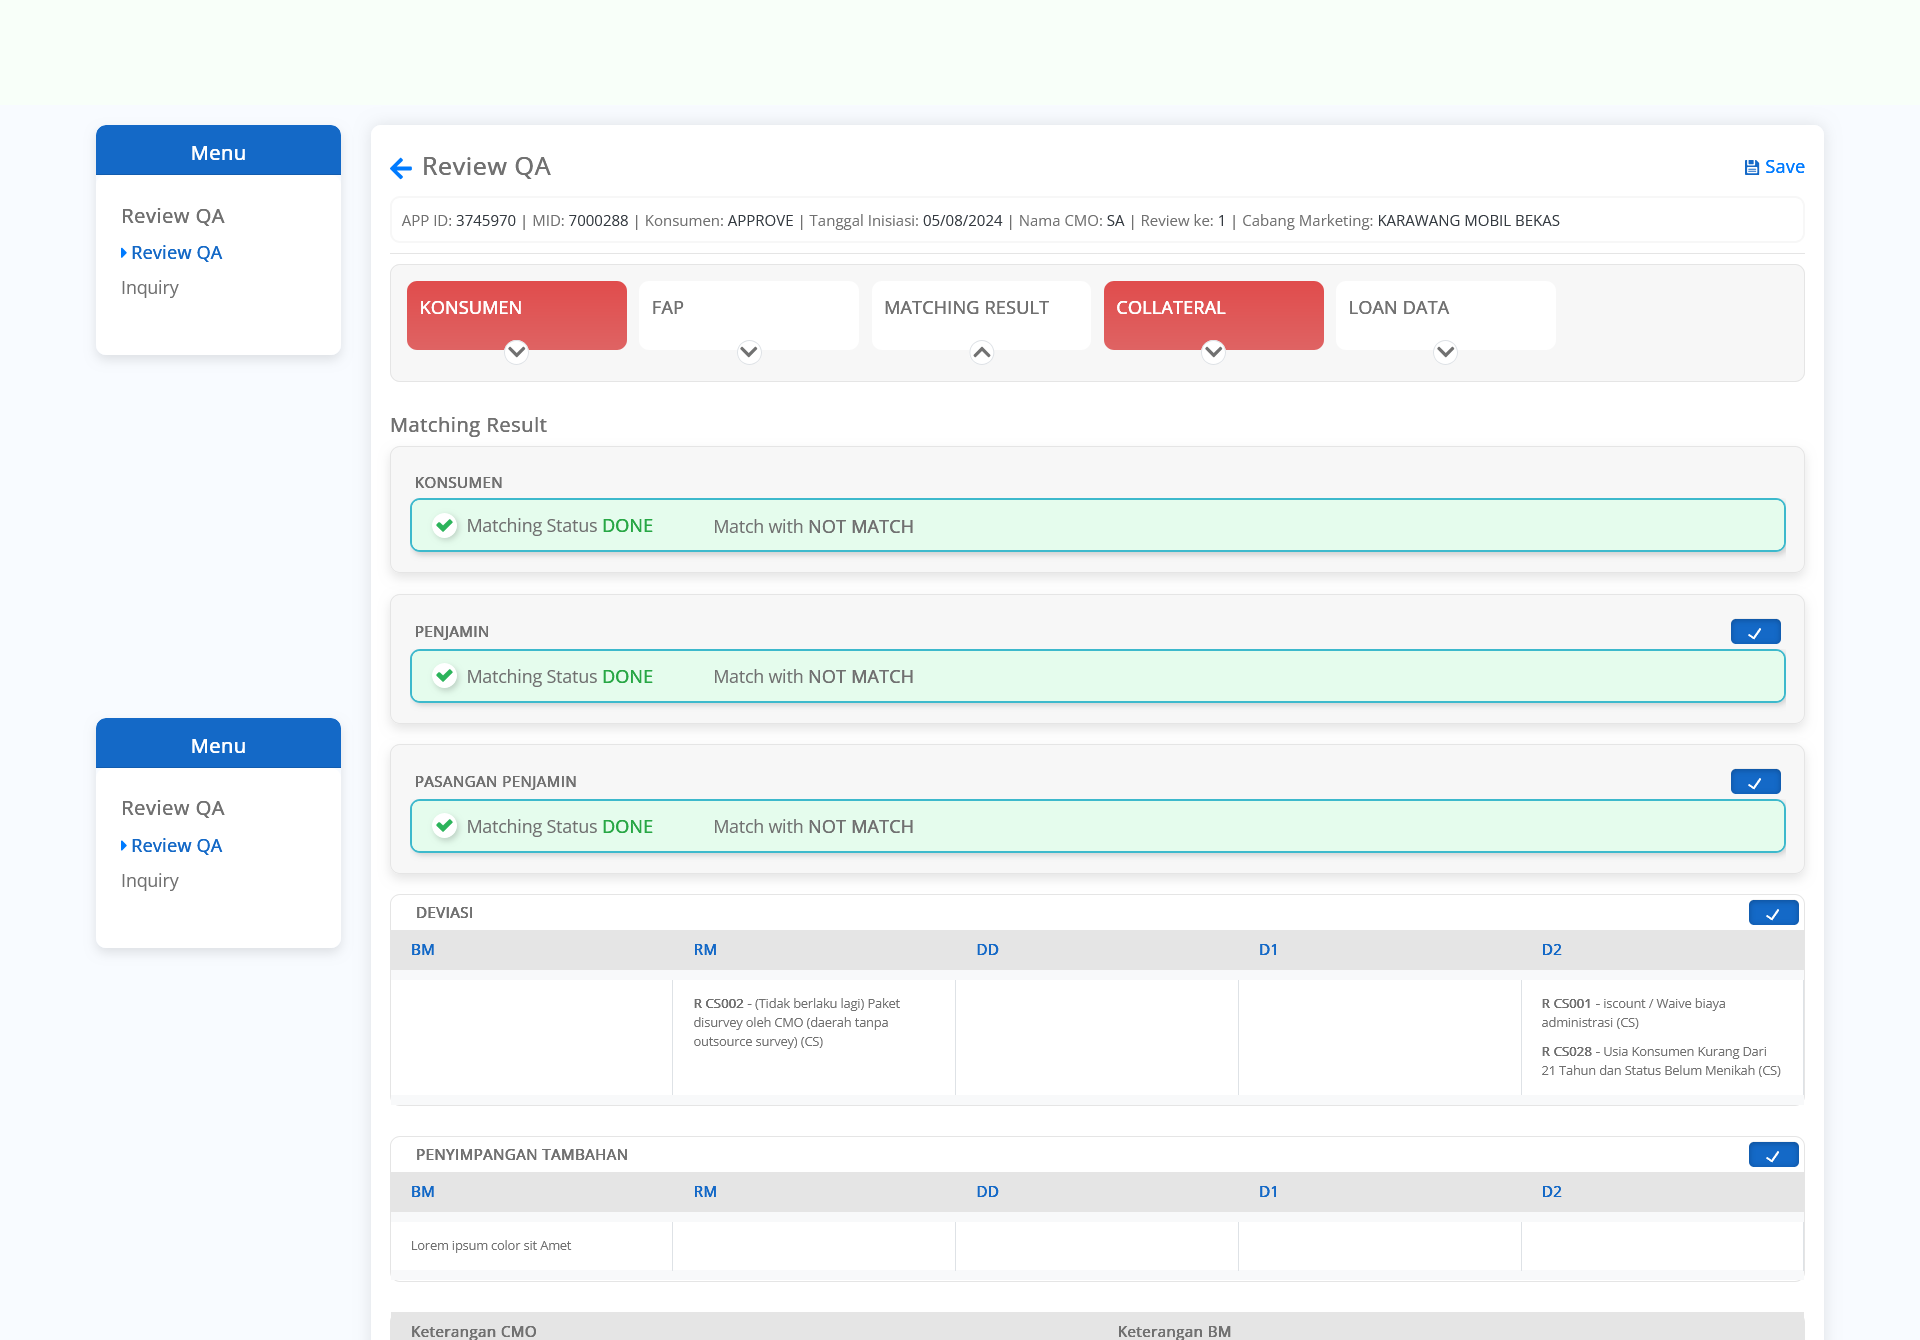 Menu
Review QA
Review QA
Inquiry
Menu
Review QA
Review QA
Inquiry
Review QA
Save
APP ID: 3745970 | MID: 7000288 | Konsumen: APPROVE | Tanggal Inisiasi: 05/08/2024 | Nama CMO: SA | Review ke: 1 | Cabang Marketing: KARAWANG MOBIL BEKAS
KONSUMEN
FAP
MATCHING RESULT
COLLATERAL
LOAN DATA
Matching Result
KONSUMEN
Matching Status DONE Match with NOT MATCH
PENJAMIN
Matching Status DONE Match with NOT MATCH
PASANGAN PENJAMIN
Matching Status DONE Match with NOT MATCH
DEVIASI
BM RM DD D1 D2
R CS002 - (Tidak berlaku lagi) Paket
disurvey oleh CMO (daerah tanpa
outsource survey) (CS)
R CS001 - iscount / Waive biaya
administrasi (CS)
R CS028 - Usia Konsumen Kurang Dari
21 Tahun dan Status Belum Menikah (CS)
PENYIMPANGAN TAMBAHAN
BM RM DD D1 D2
Lorem ipsum color sit Amet
Keterangan CMO Keterangan BM